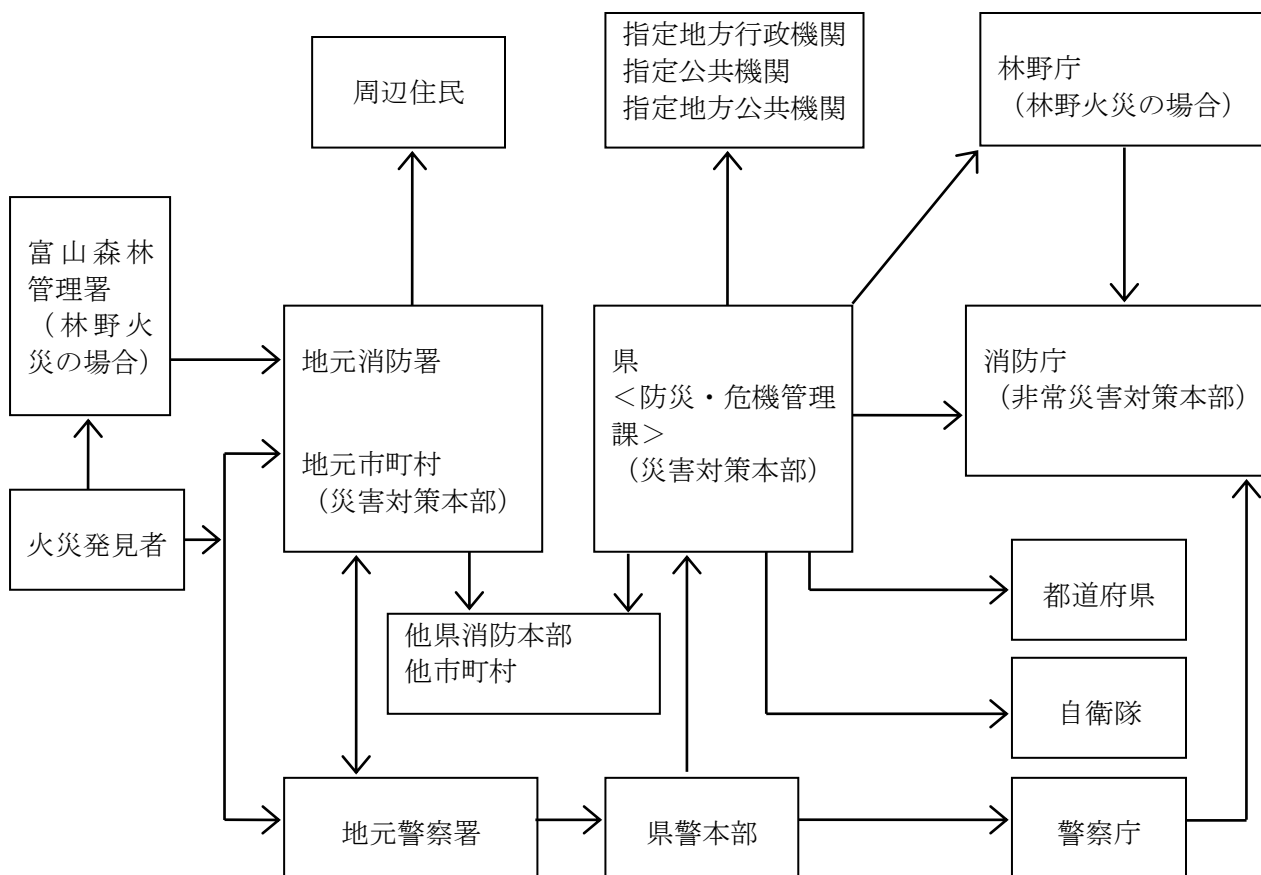 周辺住民
指定地方行政機関
指定公共機関
指定地方公共機関
林野庁
(林野火災の場合)
富山森林
管理署
(林野火
災の場合)
地元消防署
地元市町村
(災害対策本部)
県
<防災・危機管理
課>
(災害対策本部)
消防庁
(非常災害対策本部)
火災発見者
他県消防本部
他市町村
都道府県
自衛隊
地元警察署
県警本部
警察庁